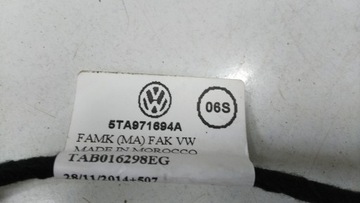 06S
5TA971694A
FAMK (MA) FAK VW
MADE IN MOROCCO
TAB016298EG
28/11/2014+507